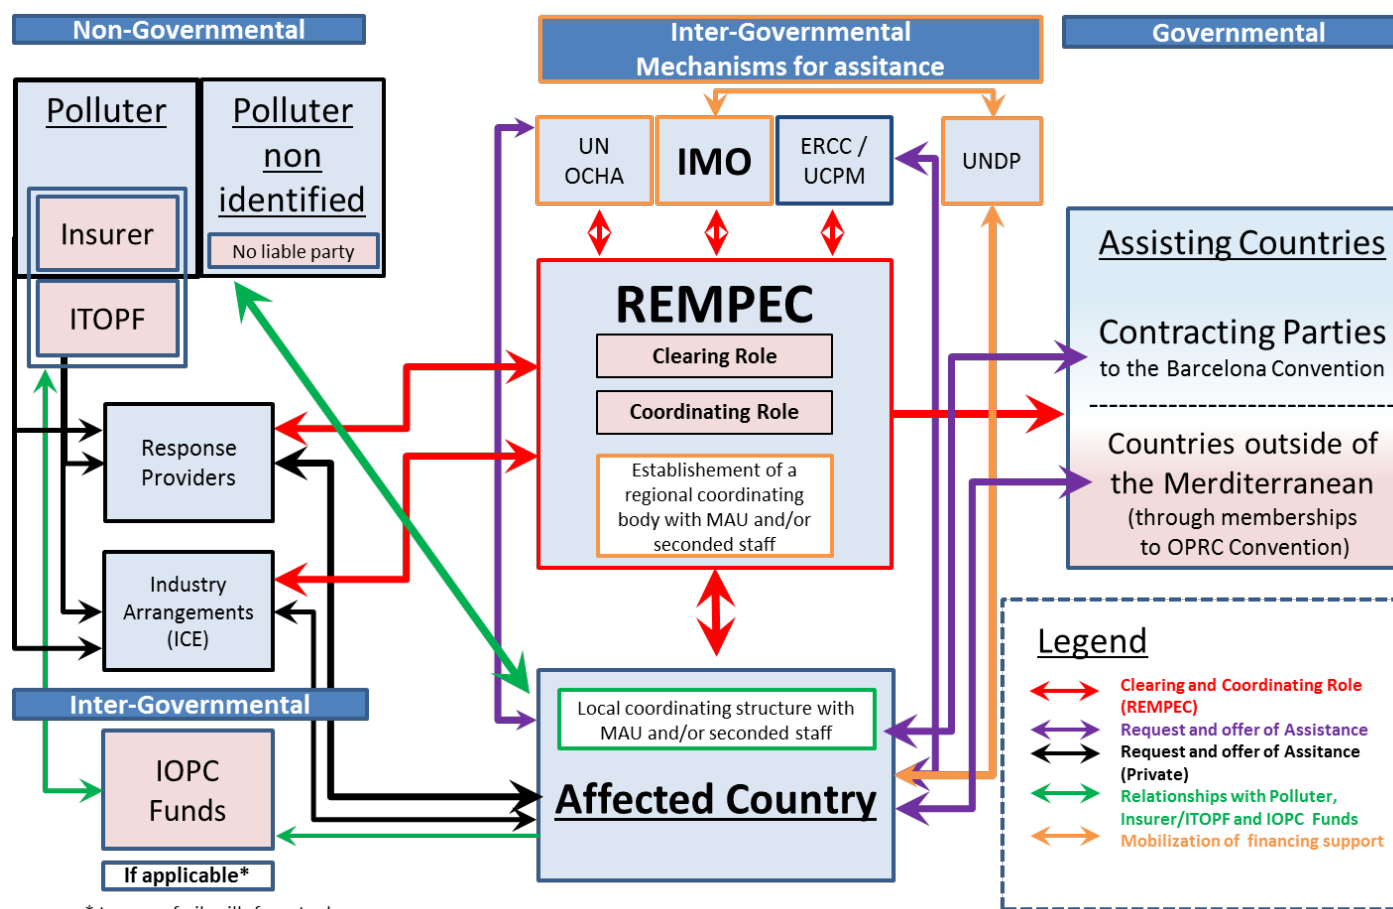 Non-Governmental
Inter-Governmental
Mechanisms for assitance
Governmental
Polluter
Insurer
ITOPF
Polluter
non
identified
No liable party
UN
OCHA
IMO
ERCC /
UCPM
UNDP
REMPEC
Clearing Role
Coordinating Role
Establishement of a
regional coordinating
body with MAU and/or
seconded staff
Assisting Countries
Contracting Parties
to the Barcelona Convention
Countries outside of
the Merditerranean
(through memberships
to OPRC Convention)
Response
Providers
Industry
Arrangements
(ICE)
Inter-Governmental
IOPC
Funds
If applicable*
Local coordinating structure with
MAU and/or seconded staff
Affected Country
Legend
Clearing and Coordinating Role
(REMPEC)
Request and offer of Assistance
Request and offer of Assitance
(Private)
Relationships with Polluter,
Insurer/ITOPF and IOPC Funds
Mobilization of financing support